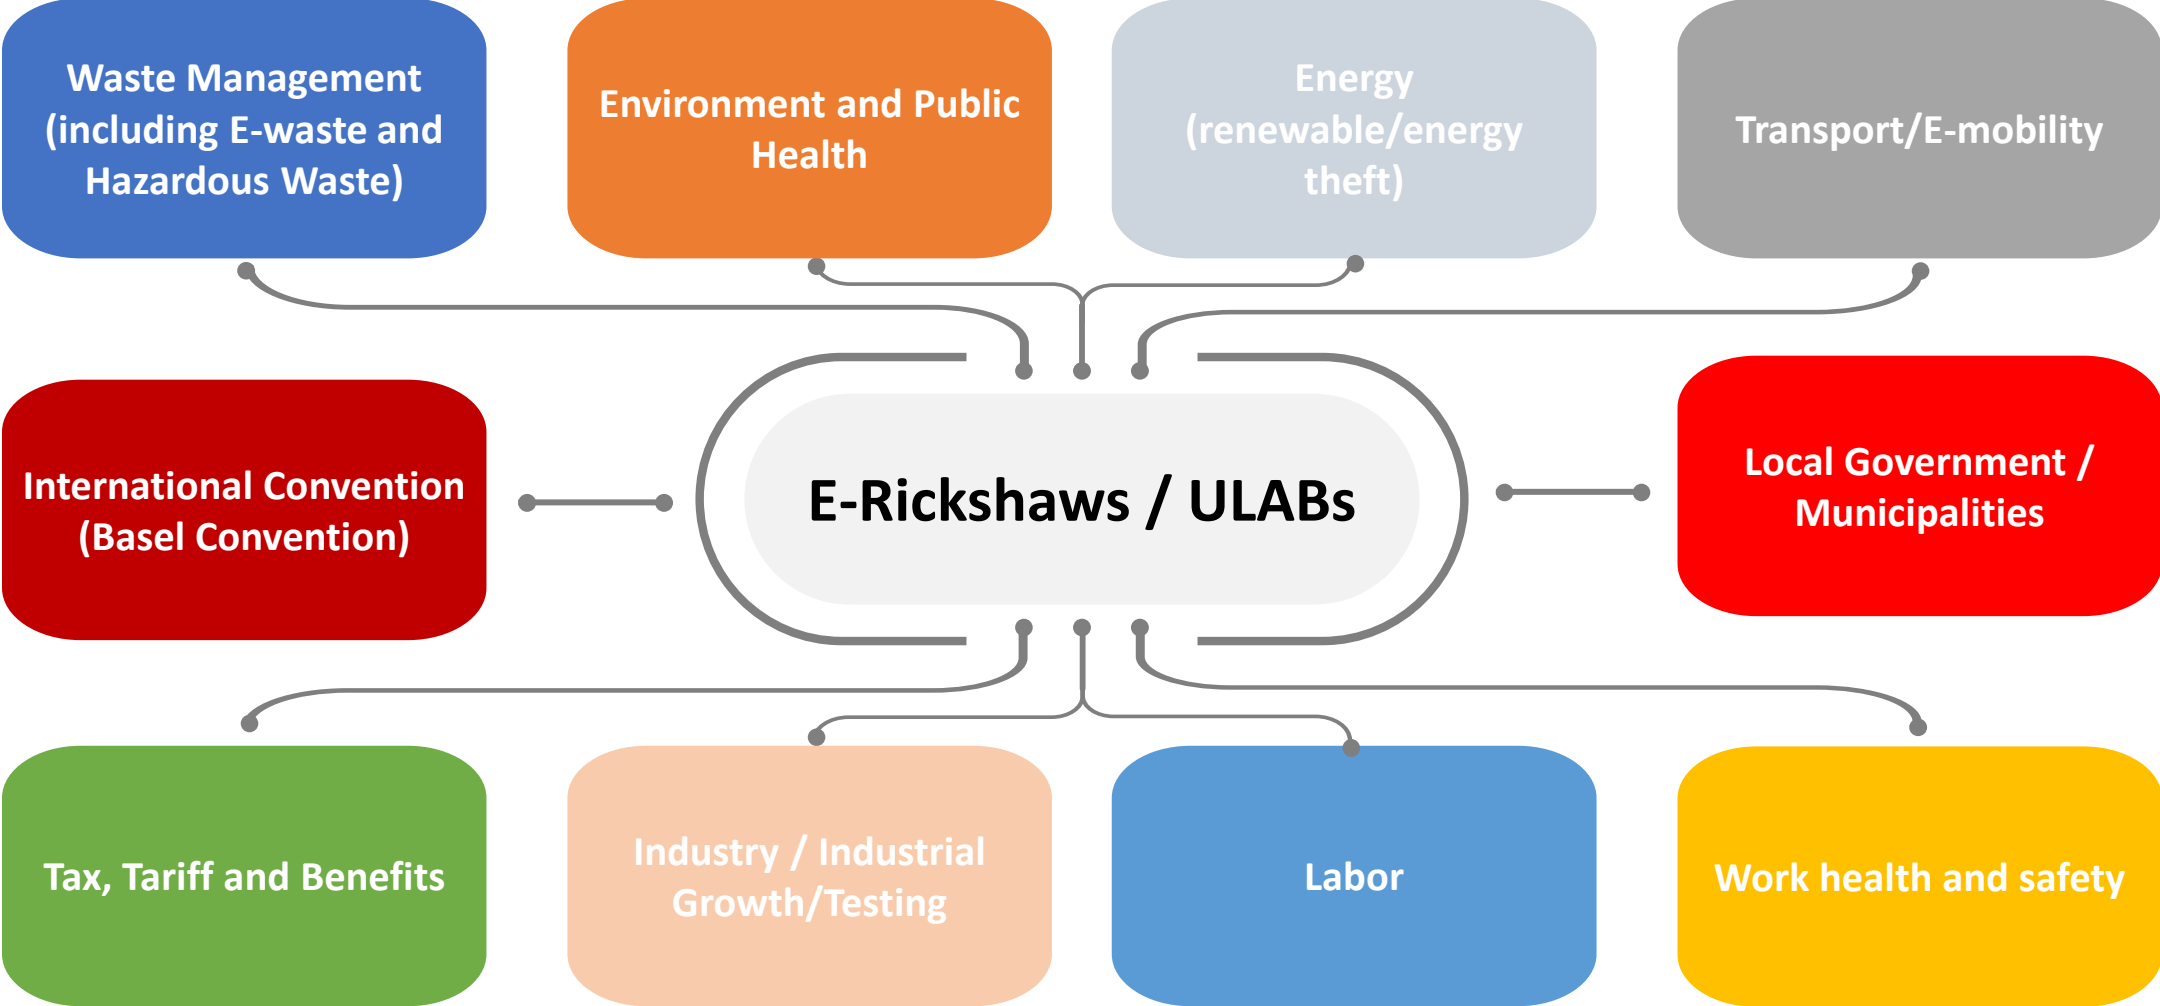 Waste Management
(including E-waste and
Hazardous Waste)
Environment and Public
Health
Energy
(renewable/energy
theft)
Transport/E-mobility
International Convention
(Basel Convention)
E-Rickshaws / ULABs
Local Government /
Municipalities
Tax, Tariff and Benefits
Industry / Industrial
Growth/Testing
Labor
Work health and safety